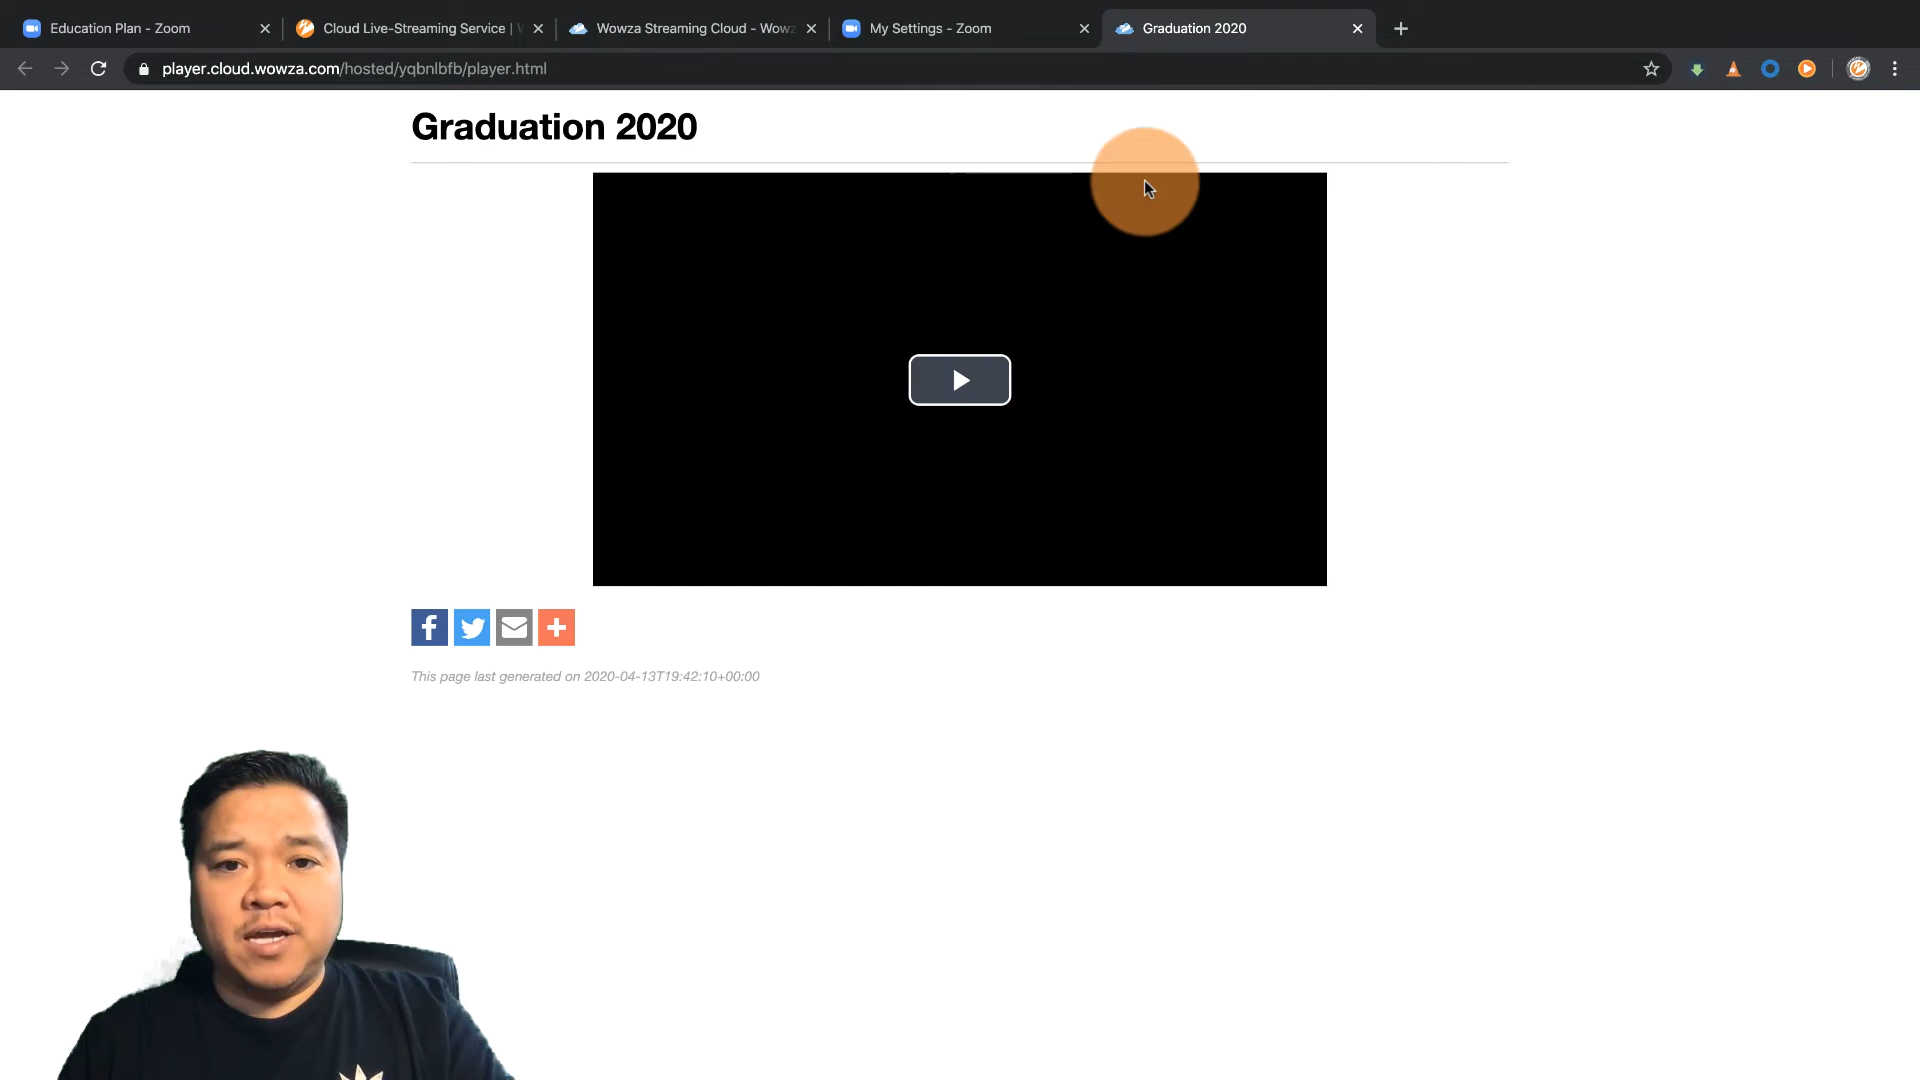 Education Plan - Zoom
Cloud Live-Streaming Service |
Wowza Streaming Cloud - Wowz
My Settings - Zoom
Graduation 2020
player.cloud.wowza.com/hosted/yqbnlbfb/player.html
Graduation 2020
This page last generated on 2020-04-13T19:42:10+00:00